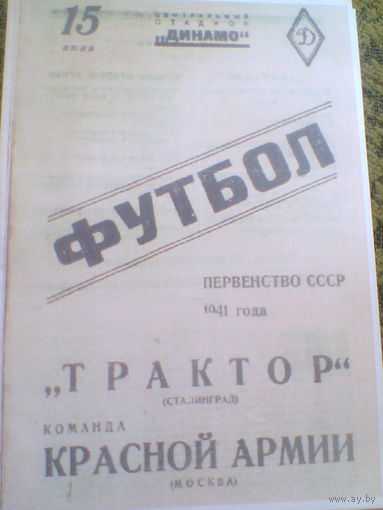 15
июня
ЦЕНТРАЛЬНЫЙ
СТАДИОН
„ДИНАМО“
Д
ФУТБОЛ
ПЕРВЕНСТВО СССР
1941 года
„ТРАКТОР“
(СТАЛИНГРАД)
КОМАНДА
КРАСНОЙ АРМИИ
(МОСКВА)
www.ay.by